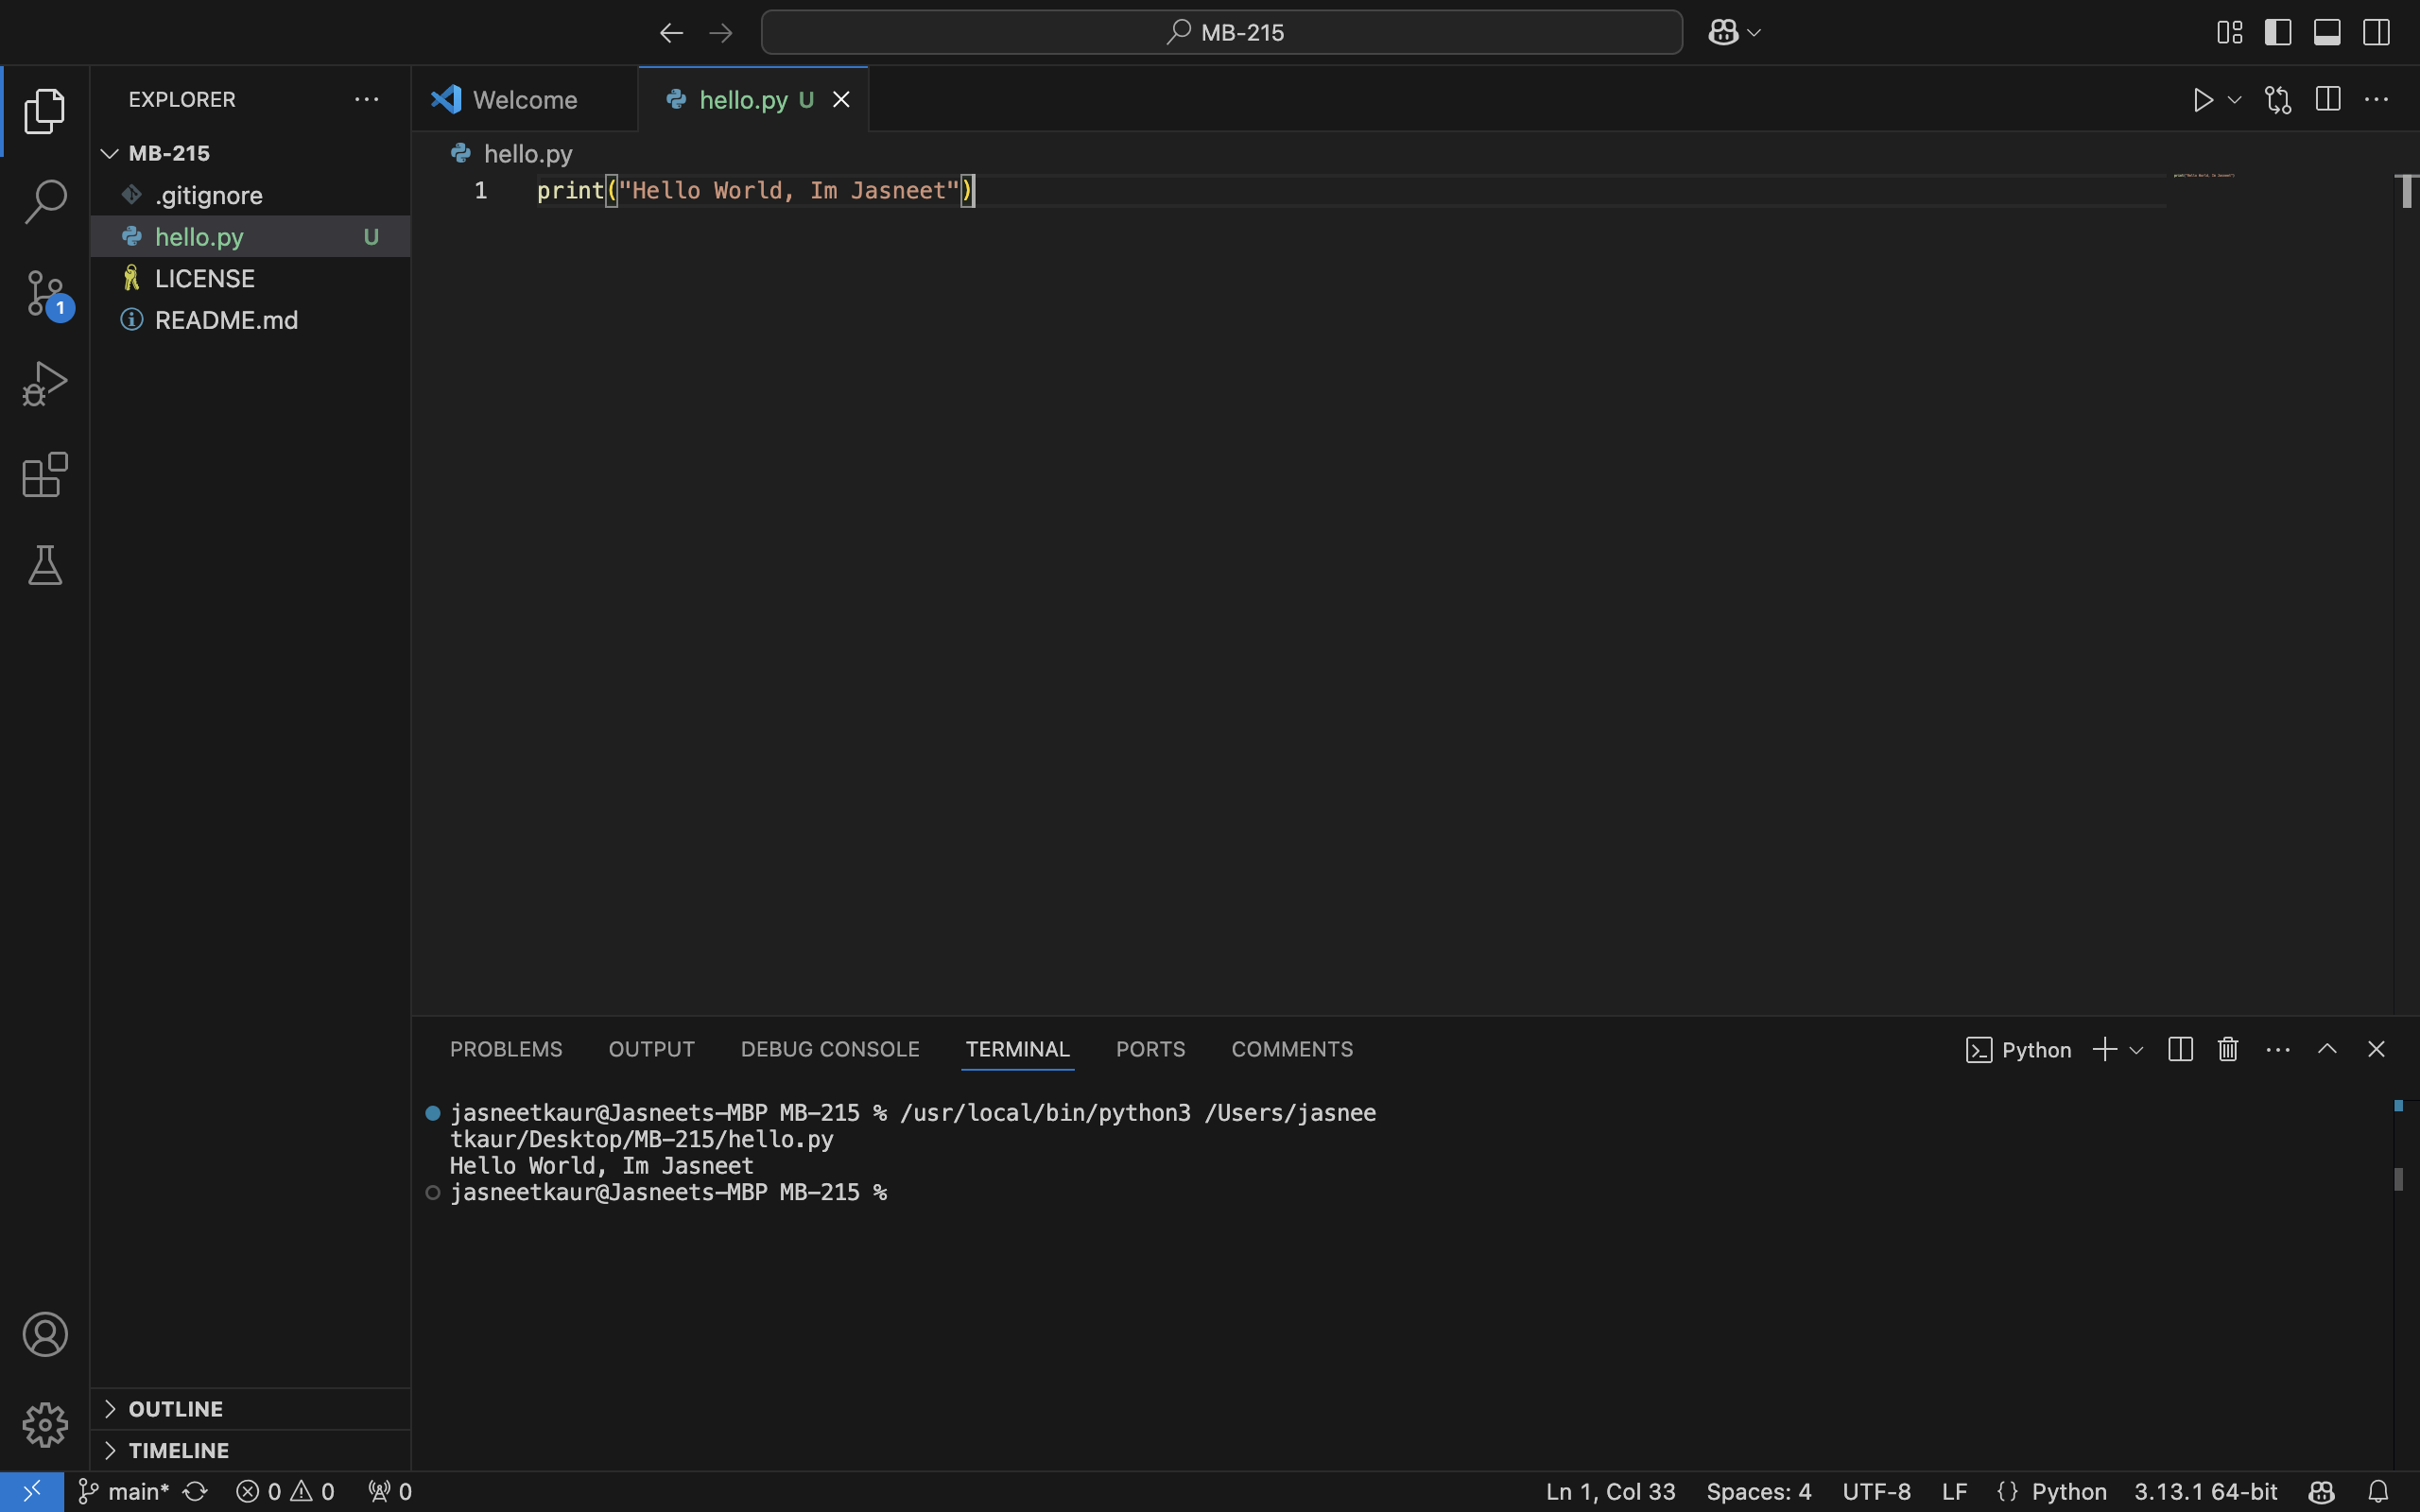 MB-215
EXPLORER
Welcome
hello.py U
MB-215
.gitignore
hello.py U
LICENSE
README.md
hello.py
1 print("Hello World, Im Jasneet")
1
PROBLEMS OUTPUT DEBUG CONSOLE TERMINAL PORTS COMMENTS
Python
jasneetkaur@Jasneets-MBP MB-215 % /usr/local/bin/python3 /Users/jasnee
tkaur/Desktop/MB-215/hello.py
Hello World, Im Jasneet
jasneetkaur@Jasneets-MBP MB-215 %
OUTLINE
TIMELINE
main* 0 0 0 Ln 1, Col 33 Spaces: 4 UTF-8 LF {} Python 3.13.1 64-bit